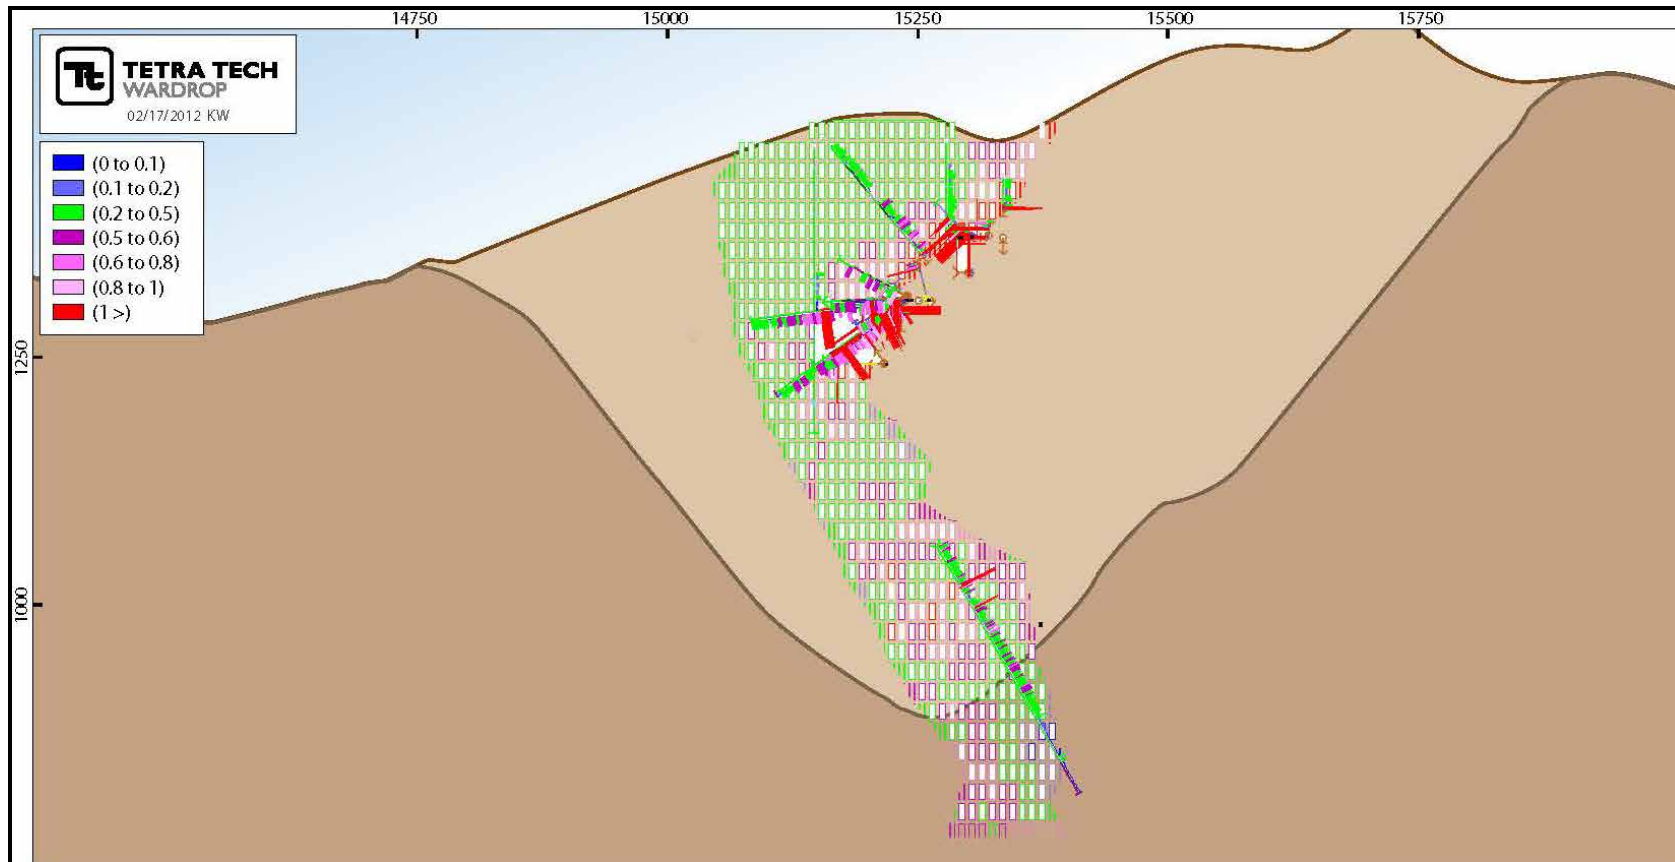 14750 15000 15250 15500 15750
Tt TETRA TECH
WARDROP
02/17/2012 KW
(0 to 0.1)
(0.1 to 0.2)
(0.2 to 0.5)
(0.5 to 0.6)
(0.6 to 0.8)
(0.8 to 1)
(1 >)
1250
1000